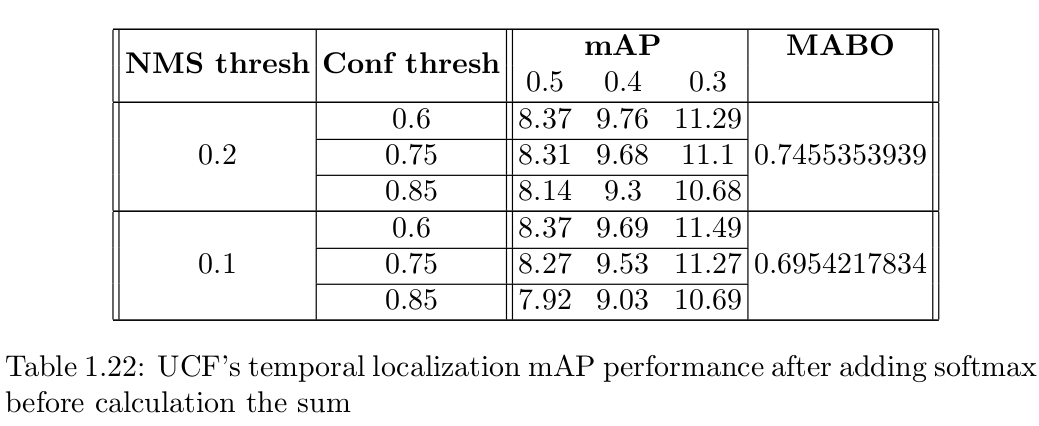 NMS thresh Conf thresh mAP MABO
0.5 0.4 0.3
0.6 8.37 9.76 11.29
0.2 0.75 8.31 9.68 11.1 0.7455353939
0.85 8.14 9.3 10.68
0.6 8.37 9.69 11.49
0.1 0.75 8.27 9.53 11.27 0.6954217834
0.85 7.92 9.03 10.69
Table 1.22: UCF's temporal localization mAP performance after adding softmax
before calculation the sum